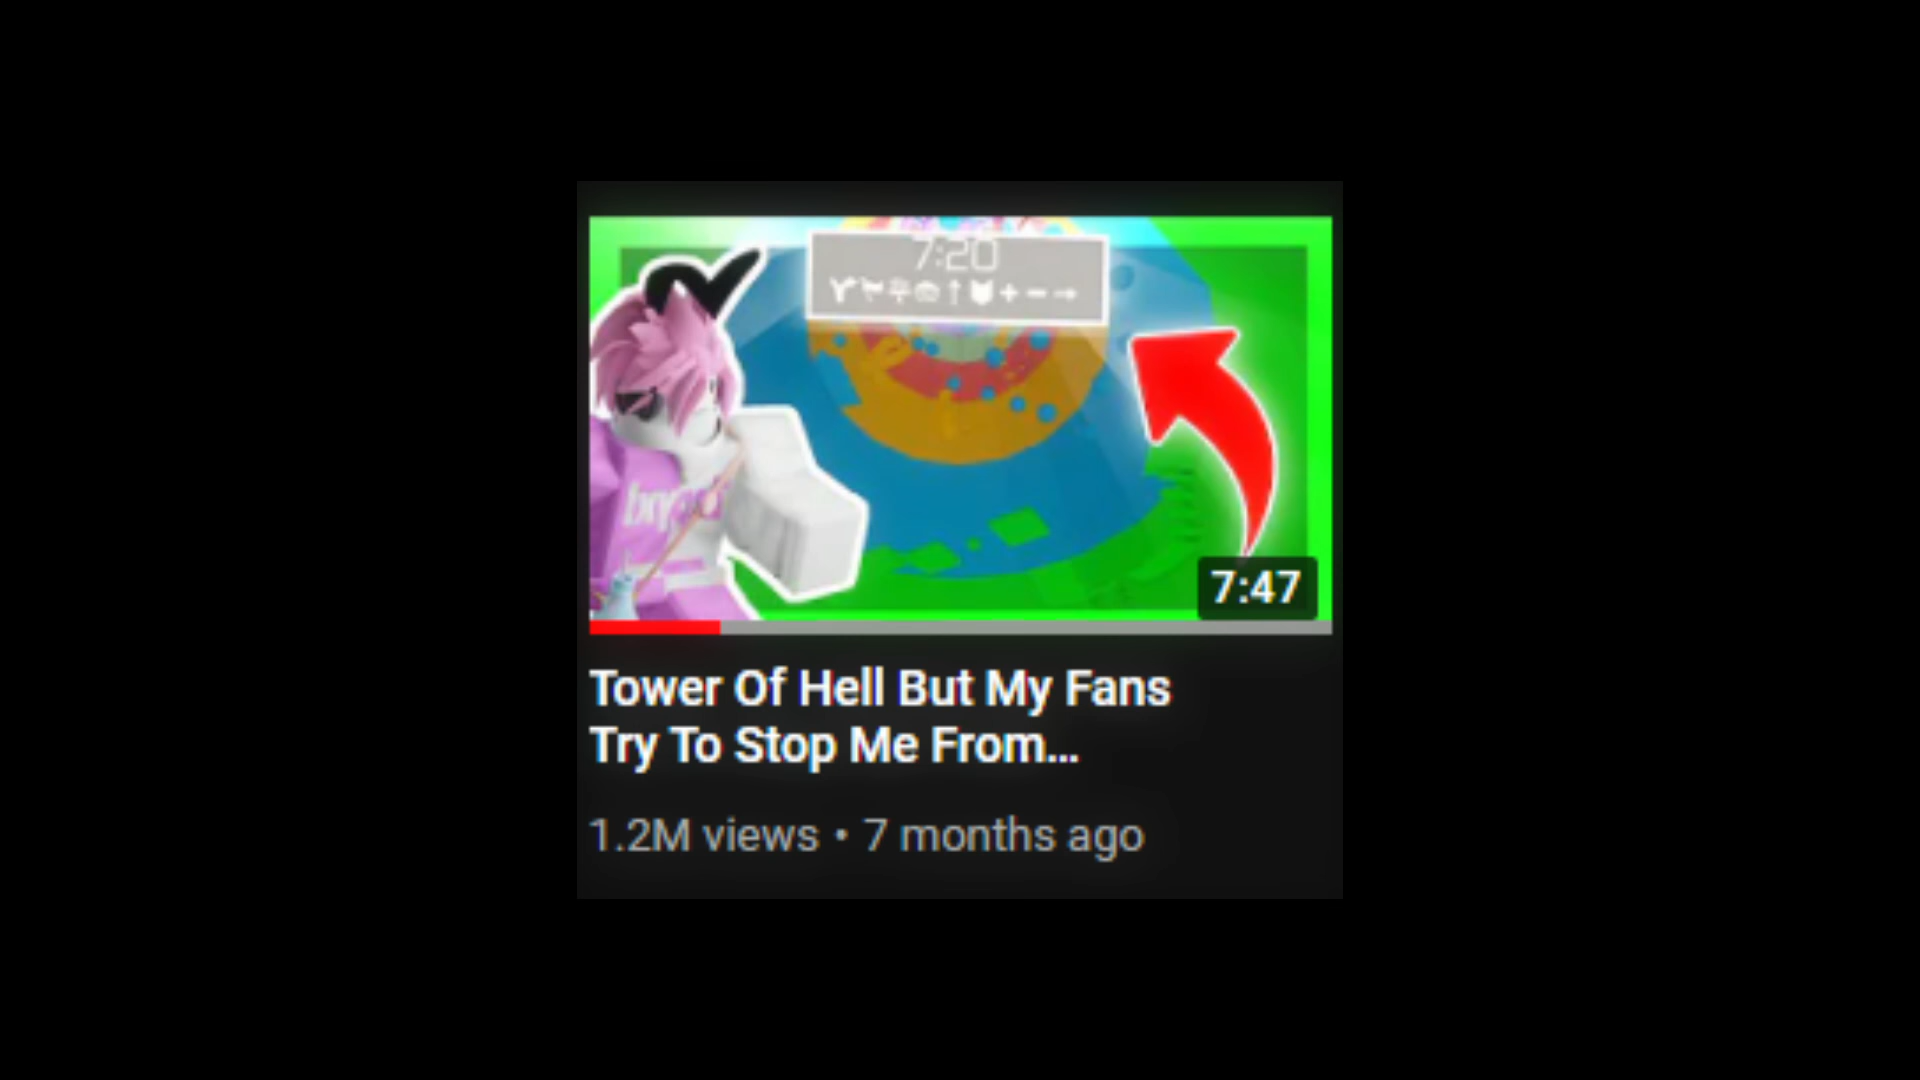 7:20
7:47
Tower Of Hell But My Fans
Try To Stop Me From...
1.2M views • 7 months ago